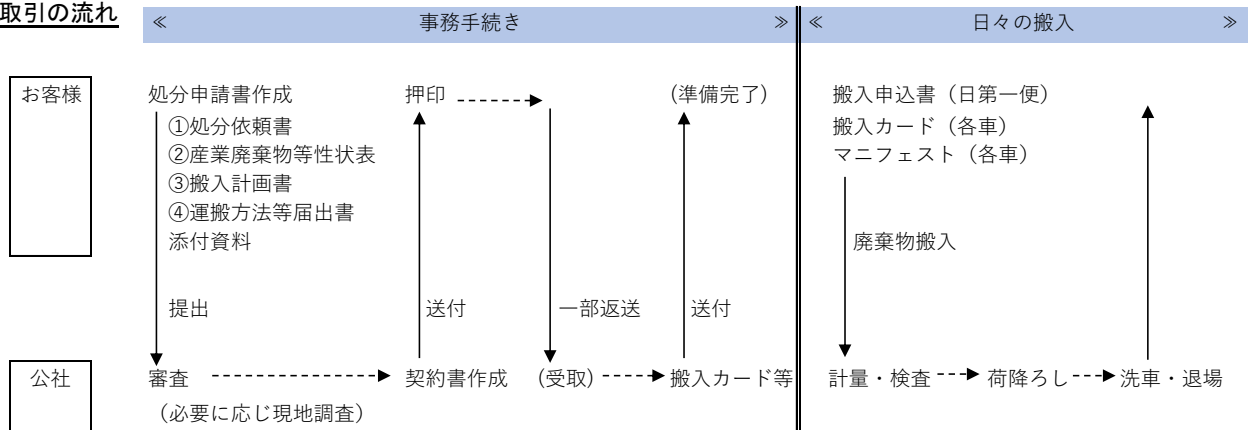 取引の流れ
≪ 事務手続き ≫ ≪ 日々の搬入 ≫
お客様 処分申請書作成 押印 (準備完了) 搬入申込書（日第一便）
①処分依頼書 搬入カード（各車）
②産業廃棄物等性状表 マニフェスト（各車）
③搬入計画書
④運搬方法等届出書
添付資料 廃棄物搬入
提出 送付 一部返送 送付
公社 審査 契約書作成 (受取) 搬入カード等 計量・検査 荷降ろし 洗車・退場
（必要に応じ現地調査）